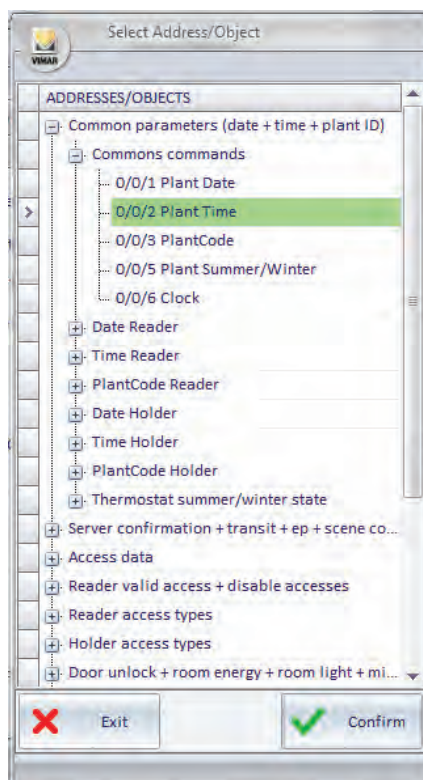 Select Address/Object
VIMAR
ADDRESSES/OBJECTS
Common parameters (date + time + plant ID)
Commons commands
0/0/1 Plant Date
0/0/2 Plant Time
0/0/3 PlantCode
0/0/5 Plant Summer/Winter
0/0/6 Clock
Date Reader
Time Reader
PlantCode Reader
Date Holder
Time Holder
PlantCode Holder
Thermostat summer/winter state
Server confirmation + transit + ep + scene co...
Access data
Reader valid access + disable accesses
Reader access types
Holder access types
Door unlock + room energy + room light + mi...
Exit
Confirm